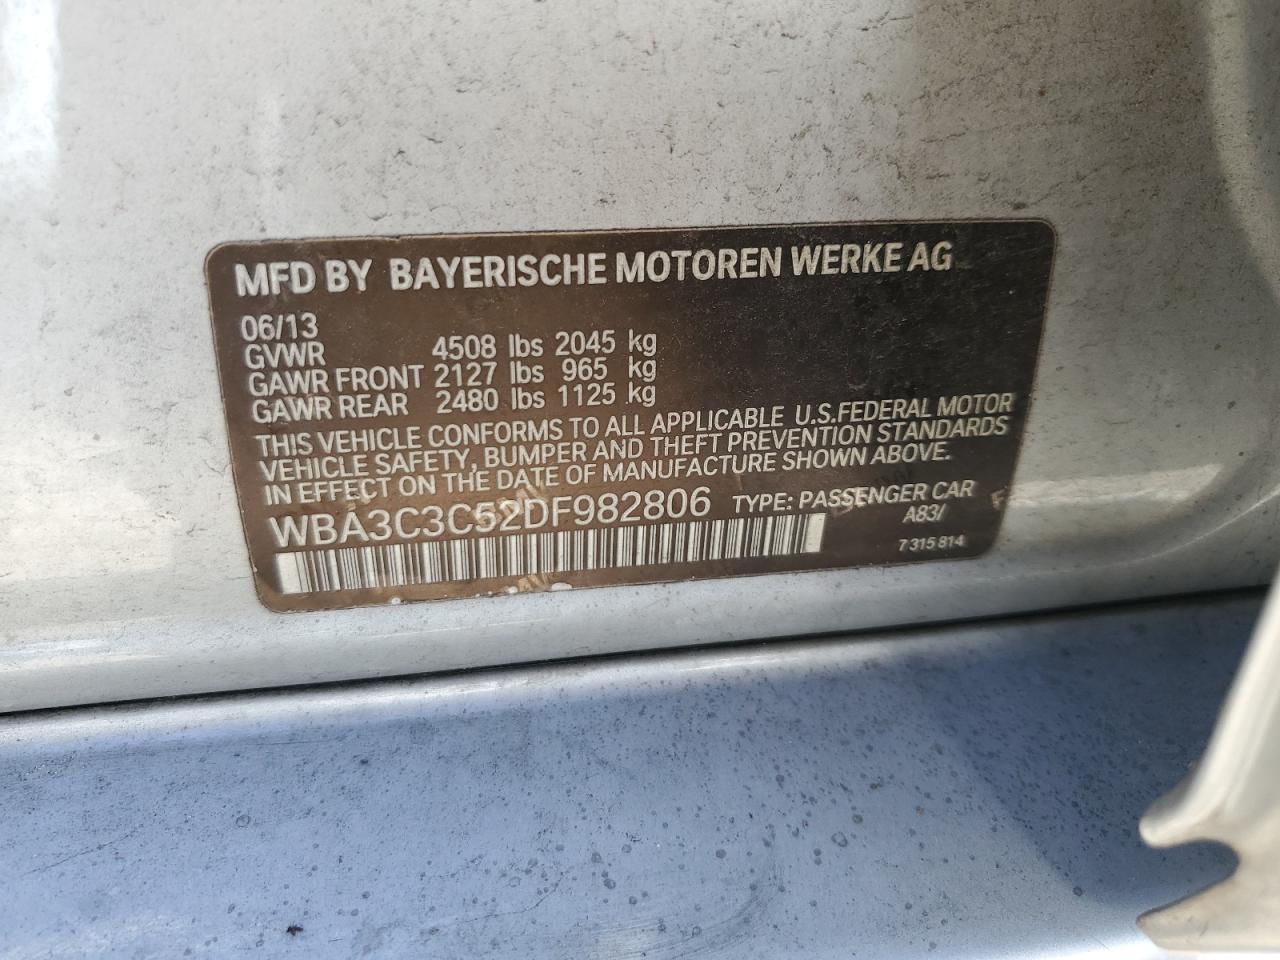 MFD BY BAYERISCHE MOTOREN WERKE AG
06/13
GVWR 4508 lbs 2045 kg
GAWR FRONT 2127 lbs 965 kg
GAWR REAR 2480 lbs 1125 kg
THIS VEHICLE CONFORMS TO ALL APPLICABLE U.S.FEDERAL MOTOR
VEHICLE SAFETY, BUMPER AND THEFT PREVENTION STANDARDS
IN EFFECT ON THE DATE OF MANUFACTURE SHOWN ABOVE.
WBA3C3C52DF982806 TYPE: PASSENGER CAR
A83/
7 315 814